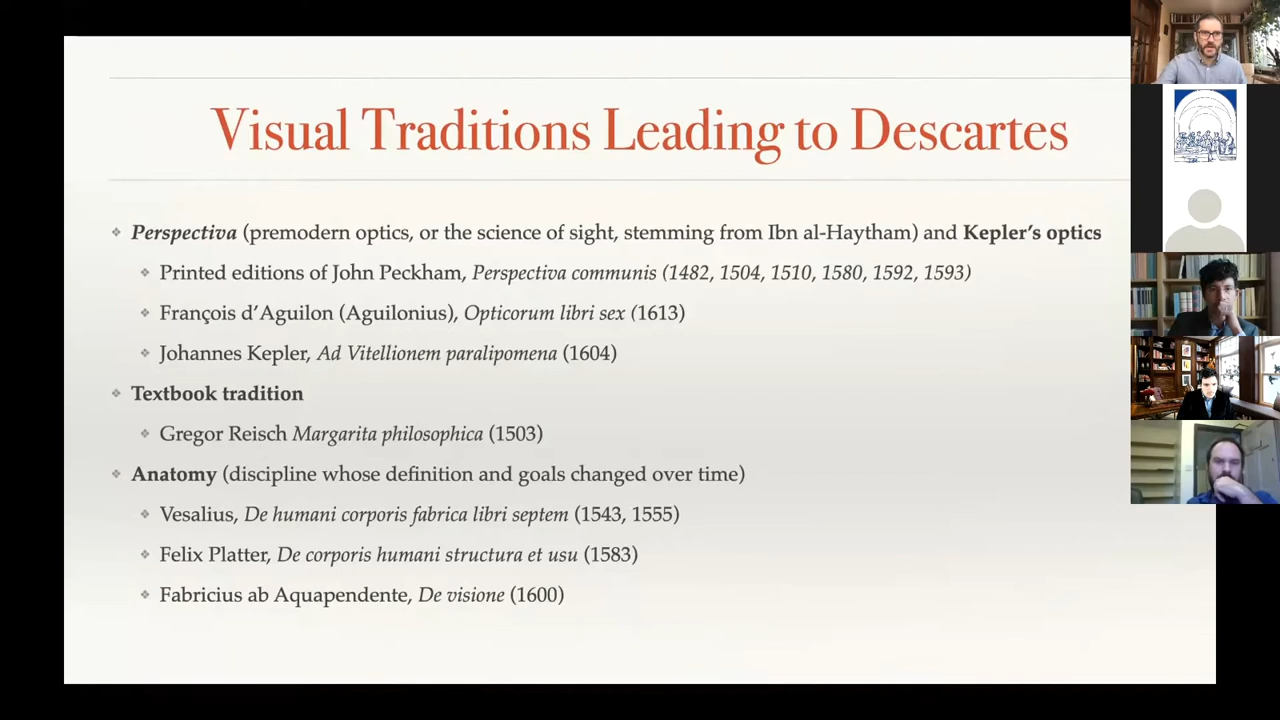 Visual Traditions Leading to Descartes
Perspectiva (premodern optics, or the science of sight, stemming from Ibn al-Haytham) and Kepler's optics
Printed editions of John Peckham, Perspectiva communis (1482, 1504, 1510, 1580, 1592, 1593)
François d'Aguilon (Aguilonius), Opticorum libri sex (1613)
Johannes Kepler, Ad Vitellionem paralipomena (1604)
Textbook tradition
Gregor Reisch Margarita philosophica (1503)
Anatomy (discipline whose definition and goals changed over time)
Vesalius, De humani corporis fabrica libri septem (1543, 1555)
Felix Platter, De corporis humani structura et usu (1583)
Fabricius ab Aquapendente, De visione (1600)